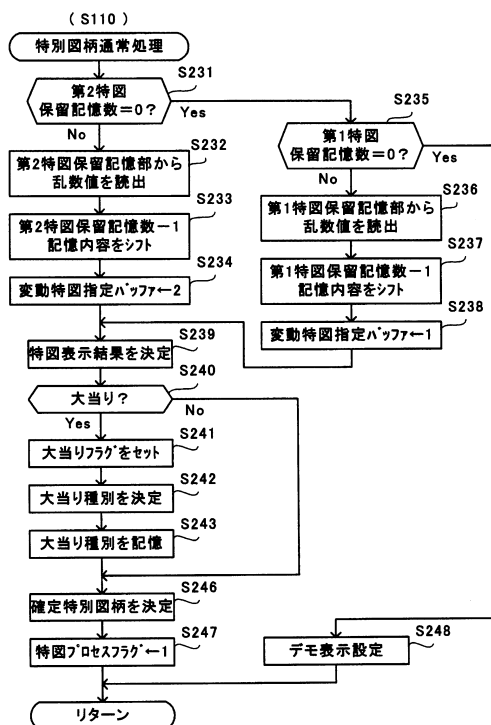 (S110)
特別図柄通常処理
S231
第2特図
保留記憶数=0?
Yes
No
S232
第2特図保留記憶部から
乱数値を読出
S233
第2特図保留記憶数−1
記憶内容をシフト
S234
変動特図指定バッファ←2
S235
第1特図
保留記憶数=0?
Yes
No
S236
第1特図保留記憶部から
乱数値を読出
S237
第1特図保留記憶数−1
記憶内容をシフト
S238
変動特図指定バッファ←1
S239
特図表示結果を決定
S240
大当り?
Yes
No
S241
大当りフラグをセット
S242
大当り種別を決定
S243
大当り種別を記憶
S246
確定特別図柄を決定
S247
特図プロセスフラグ←1
S248
デモ表示設定
リターン